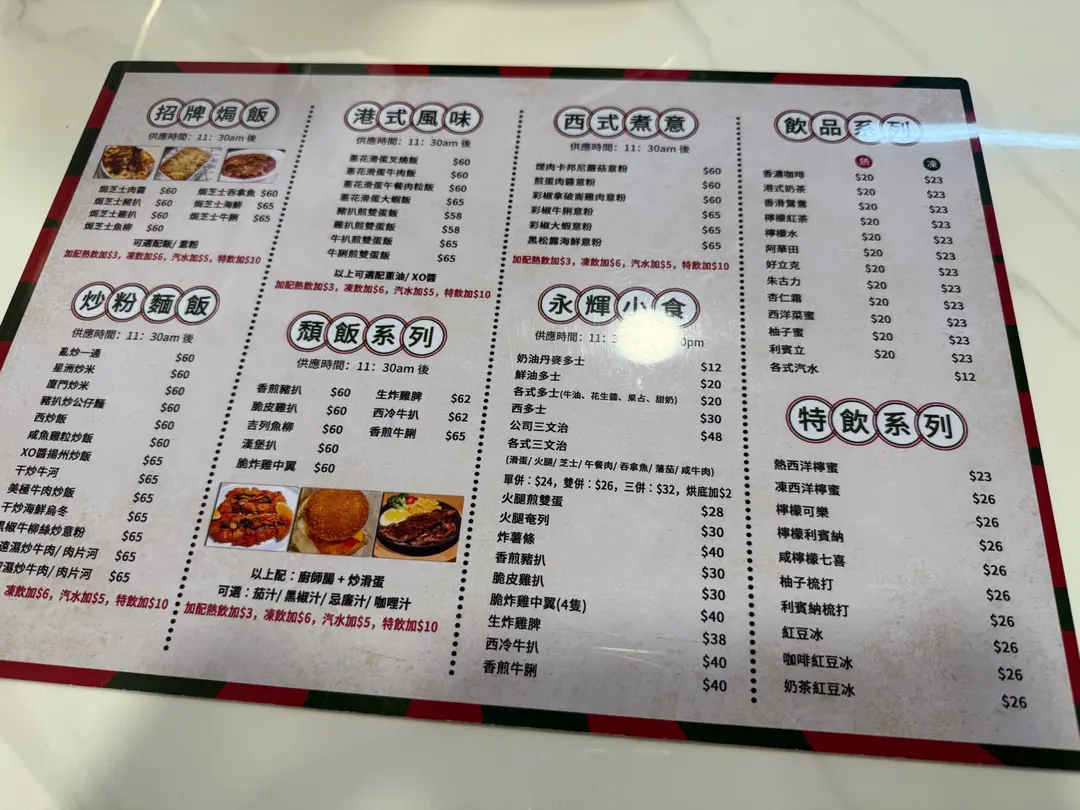 招牌焗飯
供應時間：11：30am 後
焗芝士肉醬 $60 焗芝士吞拿魚 $60
焗芝士豬扒 $60 焗芝士海鮮 $65
焗芝士雞扒 $60 焗芝士牛脷 $65
焗芝士魚柳 $60
可選配飯/意粉
加配熱飲加$3，凍飲加$6，汽水加$5，特飲加$10
炒粉麵飯
供應時間：11：30am 後
亂炒一通 $60
星洲炒米 $60
廈門炒米 $60
豬扒炒公仔麵 $60
西炒飯 $60
咸魚雞粒炒飯 $60
XO醬揚州炒飯 $65
干炒牛河 $65
美極牛肉炒飯 $65
干炒海鮮烏冬 $65
黑椒牛柳絲炒意粉 $65
濕炒牛肉/肉片河 $65
濕炒牛肉/肉片河 $65
凍飲加$6，汽水加$5，特飲加$10
港式風味
供應時間：11：30am 後
蔥花滑蛋叉燒飯 $60
蔥花滑蛋牛肉飯 $60
蔥花滑蛋午餐肉粒飯 $60
蔥花滑蛋大蝦飯 $65
豬扒煎雙蛋飯 $58
雞扒煎雙蛋飯 $58
牛扒煎雙蛋飯 $65
牛脷煎雙蛋飯 $65
以上可選配蔥油/XO醬
加配熱飲加$3，凍飲加$6，汽水加$5，特飲加$10
頹飯系列
供應時間：11：30am 後
香煎豬扒 $60 生炸雞髀 $62
脆皮雞扒 $60 西冷牛扒 $62
吉列魚柳 $60 香煎牛脷 $65
漢堡扒 $60
脆炸雞中翼 $60
以上配：廚師腸+炒滑蛋
可選：茄汁/黑椒汁/忌廉汁/咖哩汁
加配熱飲加$3，凍飲加$6，汽水加$5，特飲加$10
西式煮意
供應時間：11：30am 後
煙肉卡邦尼蘑菇意粉 $60
煎蛋肉醬意粉 $60
彩椒拿破崙雞肉意粉 $60
彩椒牛脷意粉 $65
彩椒大蝦意粉 $65
黑松露海鮮意粉 $65
加配熱飲加$3，凍飲加$6，汽水加$5，特飲加$10
永輝小食
供應時間：11：
奶油丹麥多士 $12
鮮油多士 $20
各式多士(牛油、花生醬、果占、甜奶) $20
西多士 $30
公司三文治 $48
各式三文治
(滑蛋/火腿/芝士/午餐肉/吞拿魚/蕃茄/咸牛肉)
單併：$24，雙併：$26，三併：$32，烘底加$2
火腿煎雙蛋 $28
火腿奄列 $30
炸薯條 $40
香煎豬扒 $30
脆皮雞扒 $30
脆炸雞中翼(4隻) $40
生炸雞髀 $38
西冷牛扒 $40
香煎牛脷 $40
飲品系列
熱 凍
香濃咖啡 $20 $23
港式奶茶 $20 $23
香滑鴛鴦 $20 $23
檸檬紅茶 $20 $23
檸檬水 $20 $23
阿華田 $20 $23
好立克 $20 $23
朱古力 $20 $23
杏仁霜 $20 $23
西洋菜蜜 $20 $23
柚子蜜 $20 $23
利賓立 $20 $23
各式汽水 $12
特飲系列
熱西洋檸蜜 $23
凍西洋檸蜜 $26
檸檬可樂 $26
檸檬利賓納 $26
咸檸檬七喜 $26
柚子梳打 $26
利賓納梳打 $26
紅豆冰 $26
咖啡紅豆冰 $26
奶茶紅豆冰 $26